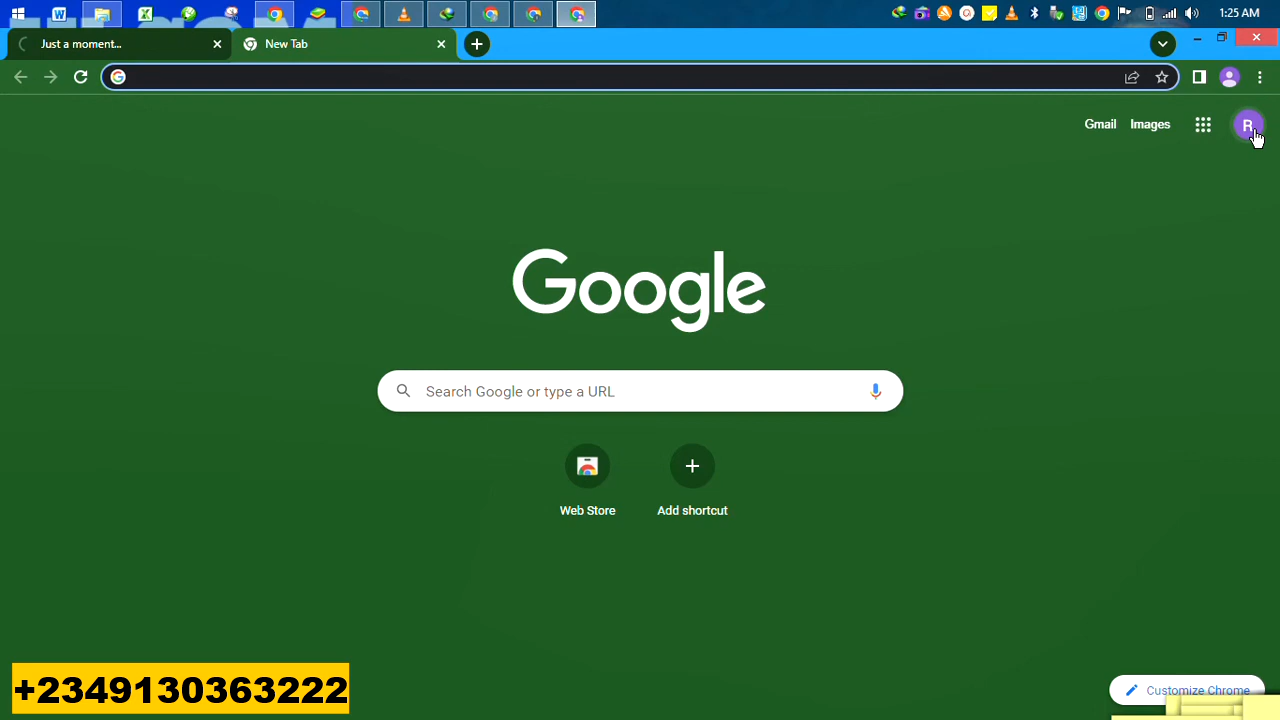 1:25 AM
Just a moment...
New Tab
Gmail
Images
R
Google
Search Google or type a URL
Web Store
Add shortcut
+2349130363222
Customize Chrome